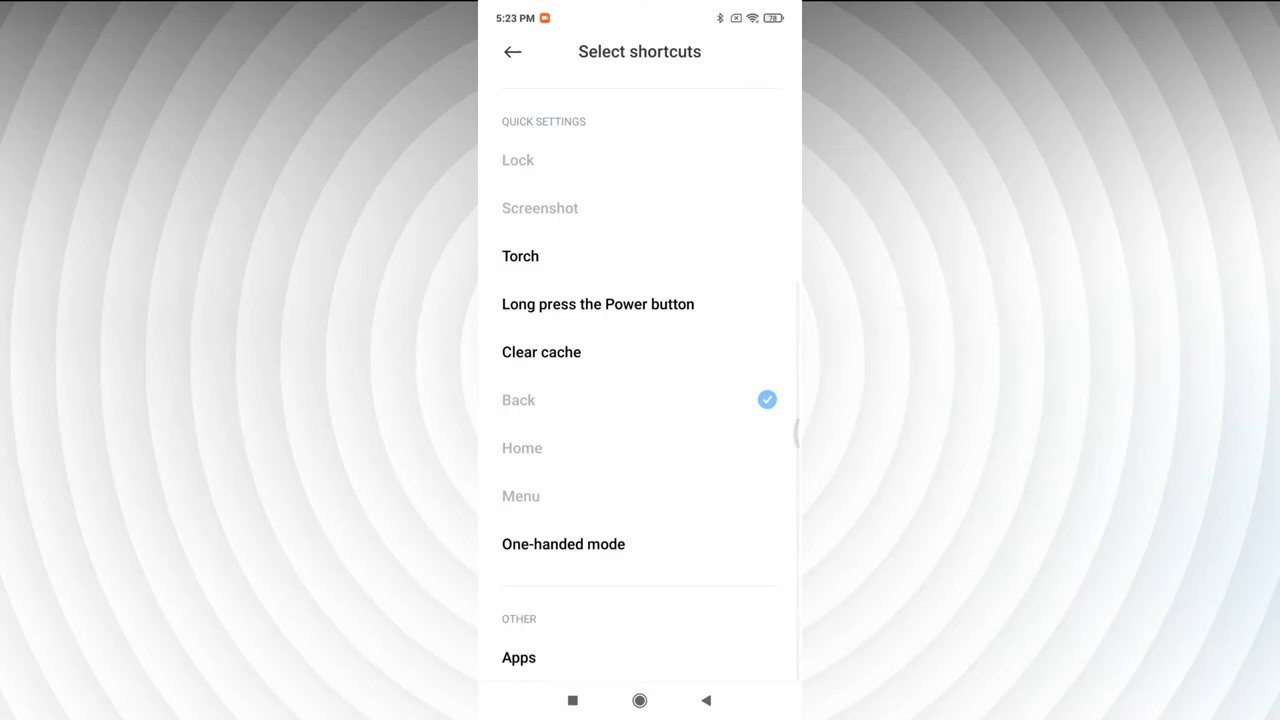 5:23 PM
78
Select shortcuts
QUICK SETTINGS
Lock
Screenshot
Torch
Long press the Power button
Clear cache
Back
Home
Menu
One-handed mode
OTHER
Apps